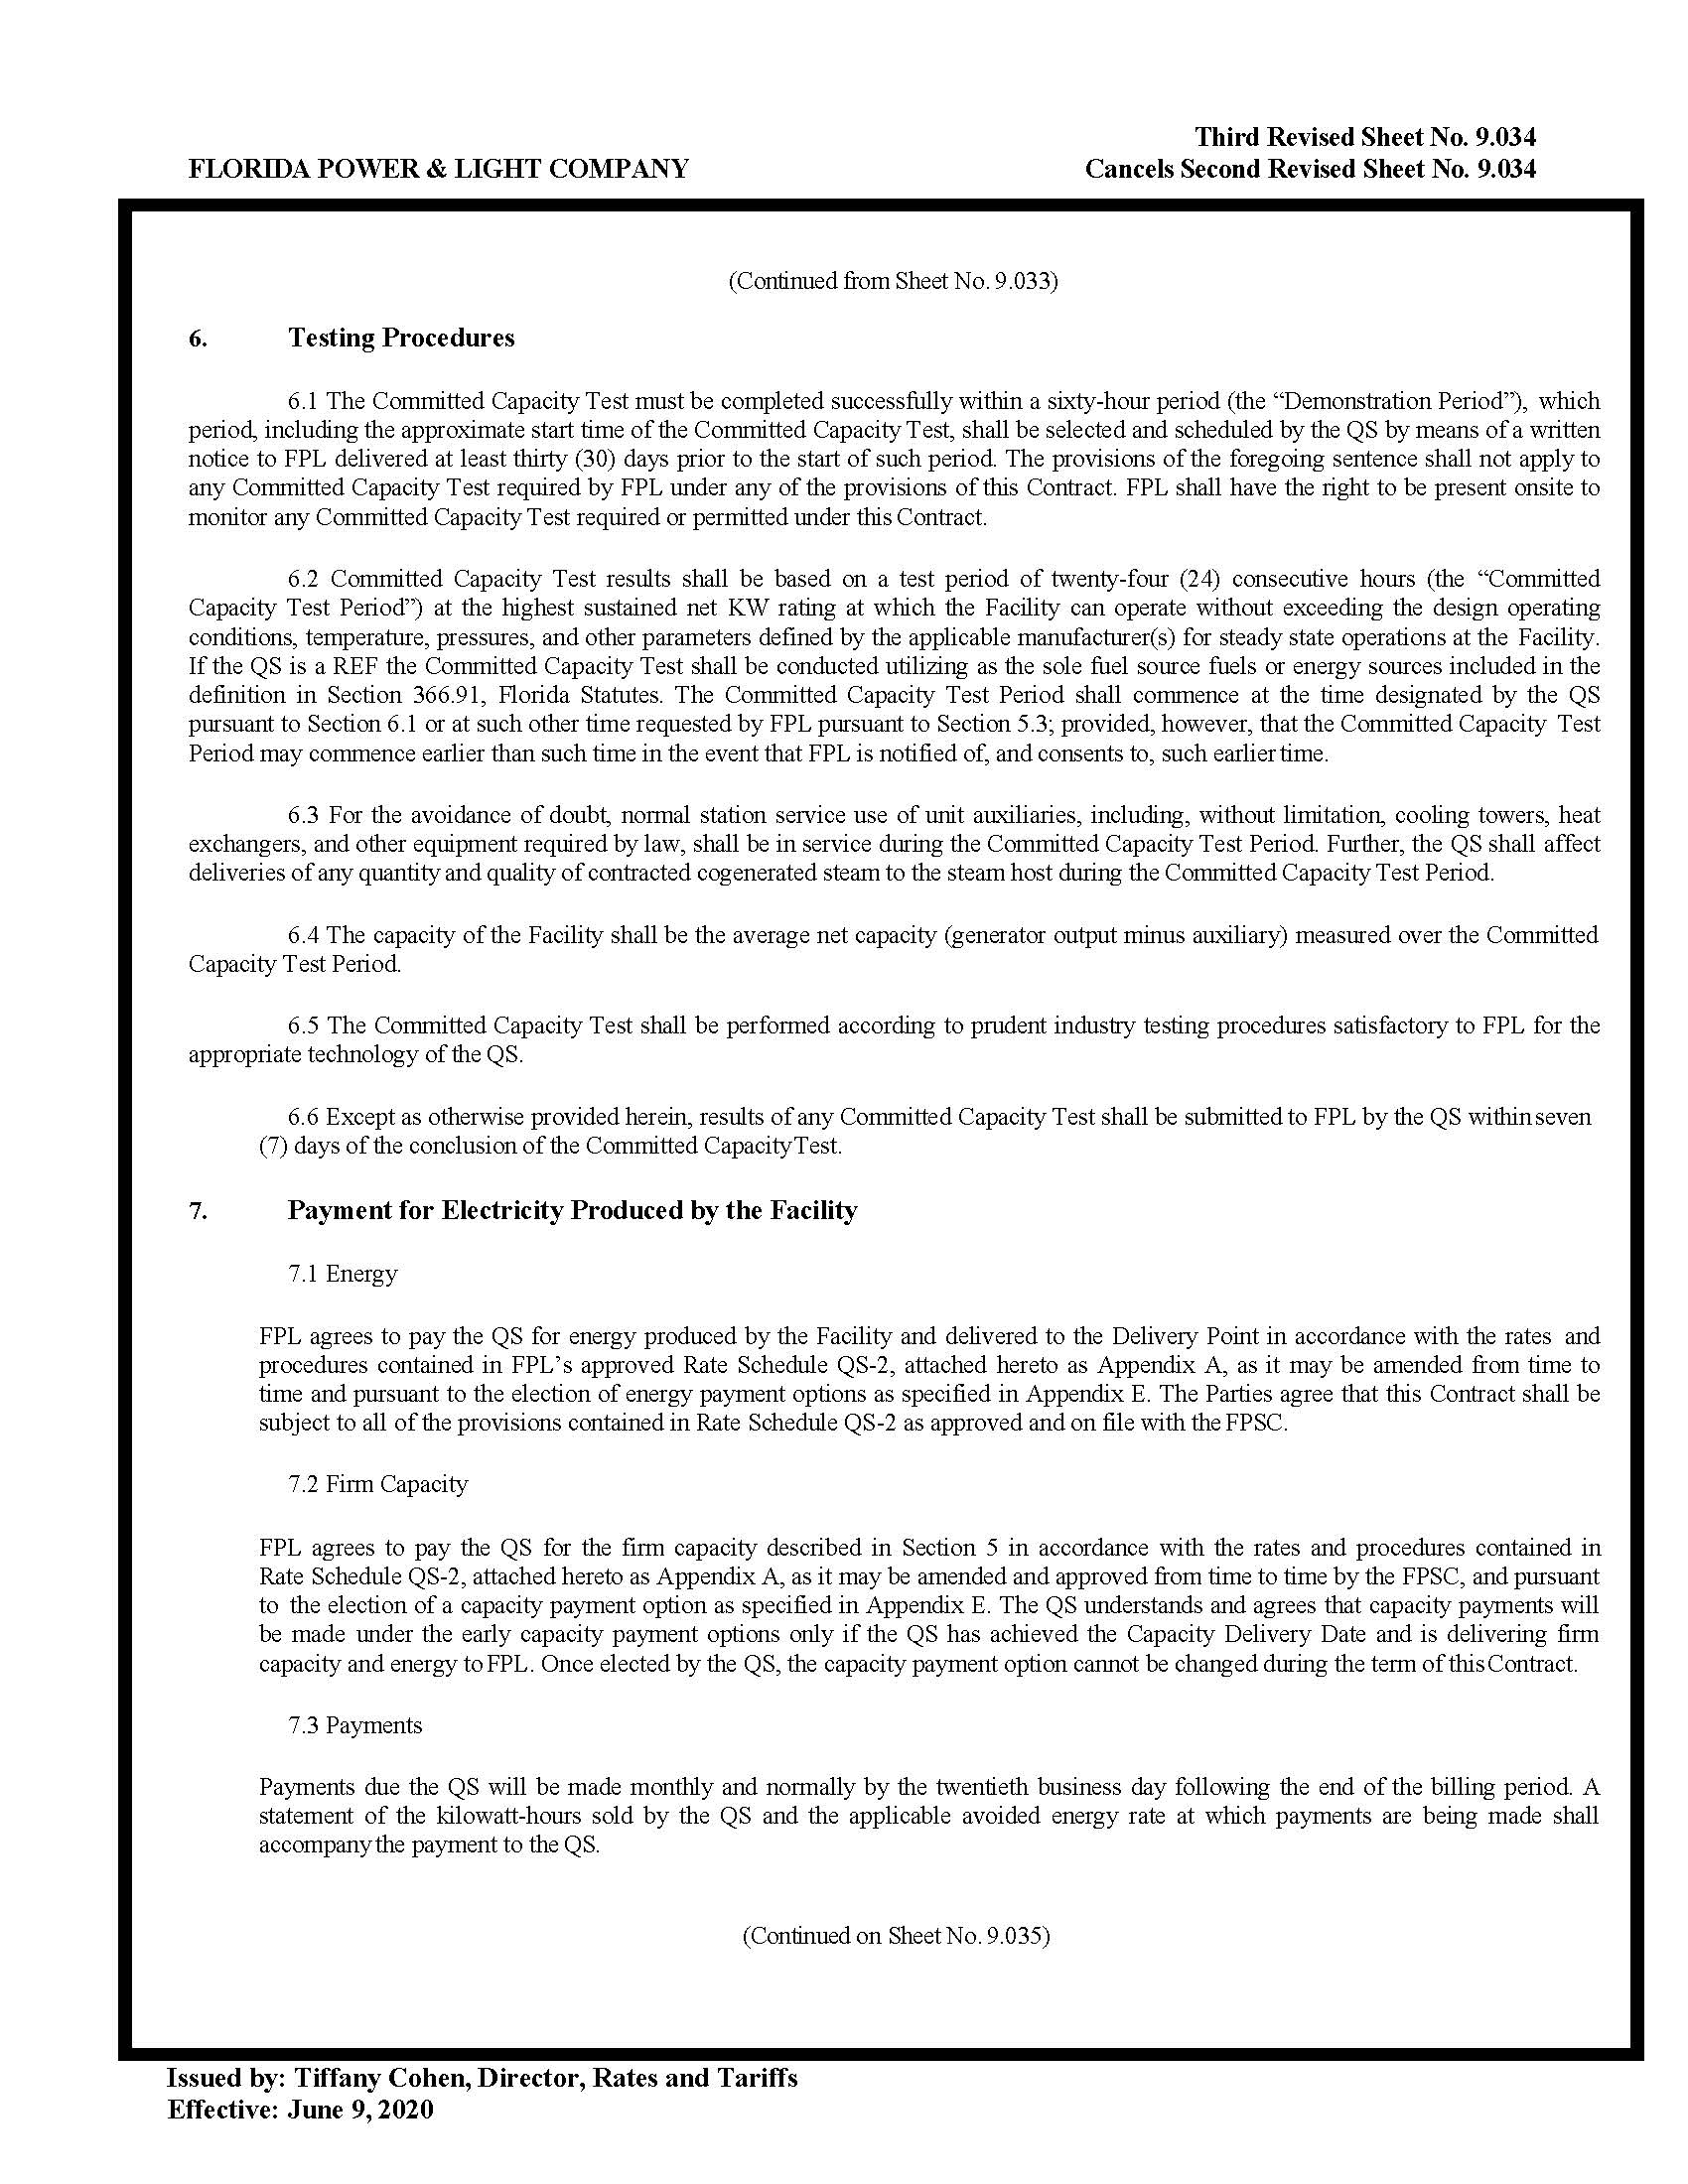 Third Revised Sheet No. 9.034
FLORIDA POWER & LIGHT COMPANY Cancels Second Revised Sheet No. 9.034
(Continued from Sheet No. 9.033)
6. Testing Procedures
6.1 The Committed Capacity Test must be completed successfully within a sixty-hour period (the “Demonstration Period”), which
period, including the approximate start time of the Committed Capacity Test, shall be selected and scheduled by the QS by means of a written
notice to FPL delivered at least thirty (30) days prior to the start of such period. The provisions of the foregoing sentence shall not apply to
any Committed Capacity Test required by FPL under any of the provisions of this Contract. FPL shall have the right to be present onsite to
monitor any Committed Capacity Test required or permitted under this Contract.
6.2 Committed Capacity Test results shall be based on a test period of twenty-four (24) consecutive hours (the “Committed
Capacity Test Period”) at the highest sustained net KW rating at which the Facility can operate without exceeding the design operating
conditions, temperature, pressures, and other parameters defined by the applicable manufacturer(s) for steady state operations at the Facility.
If the QS is a REF the Committed Capacity Test shall be conducted utilizing as the sole fuel source fuels or energy sources included in the
definition in Section 366.91, Florida Statutes. The Committed Capacity Test Period shall commence at the time designated by the QS
pursuant to Section 6.1 or at such other time requested by FPL pursuant to Section 5.3; provided, however, that the Committed Capacity Test
Period may commence earlier than such time in the event that FPL is notified of, and consents to, such earlier time.
6.3 For the avoidance of doubt, normal station service use of unit auxiliaries, including, without limitation, cooling towers, heat
exchangers, and other equipment required by law, shall be in service during the Committed Capacity Test Period. Further, the QS shall affect
deliveries of any quantity and quality of contracted cogenerated steam to the steam host during the Committed Capacity Test Period.
6.4 The capacity of the Facility shall be the average net capacity (generator output minus auxiliary) measured over the Committed
Capacity Test Period.
6.5 The Committed Capacity Test shall be performed according to prudent industry testing procedures satisfactory to FPL for the
appropriate technology of the QS.
6.6 Except as otherwise provided herein, results of any Committed Capacity Test shall be submitted to FPL by the QS within seven
(7) days of the conclusion of the Committed Capacity Test.
7. Payment for Electricity Produced by the Facility
7.1 Energy
FPL agrees to pay the QS for energy produced by the Facility and delivered to the Delivery Point in accordance with the rates and
procedures contained in FPL’s approved Rate Schedule QS-2, attached hereto as Appendix A, as it may be amended from time to
time and pursuant to the election of energy payment options as specified in Appendix E. The Parties agree that this Contract shall be
subject to all of the provisions contained in Rate Schedule QS-2 as approved and on file with the FPSC.
7.2 Firm Capacity
FPL agrees to pay the QS for the firm capacity described in Section 5 in accordance with the rates and procedures contained in
Rate Schedule QS-2, attached hereto as Appendix A, as it may be amended and approved from time to time by the FPSC, and pursuant
to the election of a capacity payment option as specified in Appendix E. The QS understands and agrees that capacity payments will
be made under the early capacity payment options only if the QS has achieved the Capacity Delivery Date and is delivering firm
capacity and energy to FPL. Once elected by the QS, the capacity payment option cannot be changed during the term of this Contract.
7.3 Payments
Payments due the QS will be made monthly and normally by the twentieth business day following the end of the billing period. A
statement of the kilowatt-hours sold by the QS and the applicable avoided energy rate at which payments are being made shall
accompany the payment to the QS.
(Continued on Sheet No. 9.035)
Issued by: Tiffany Cohen, Director, Rates and Tariffs
Effective: June 9, 2020